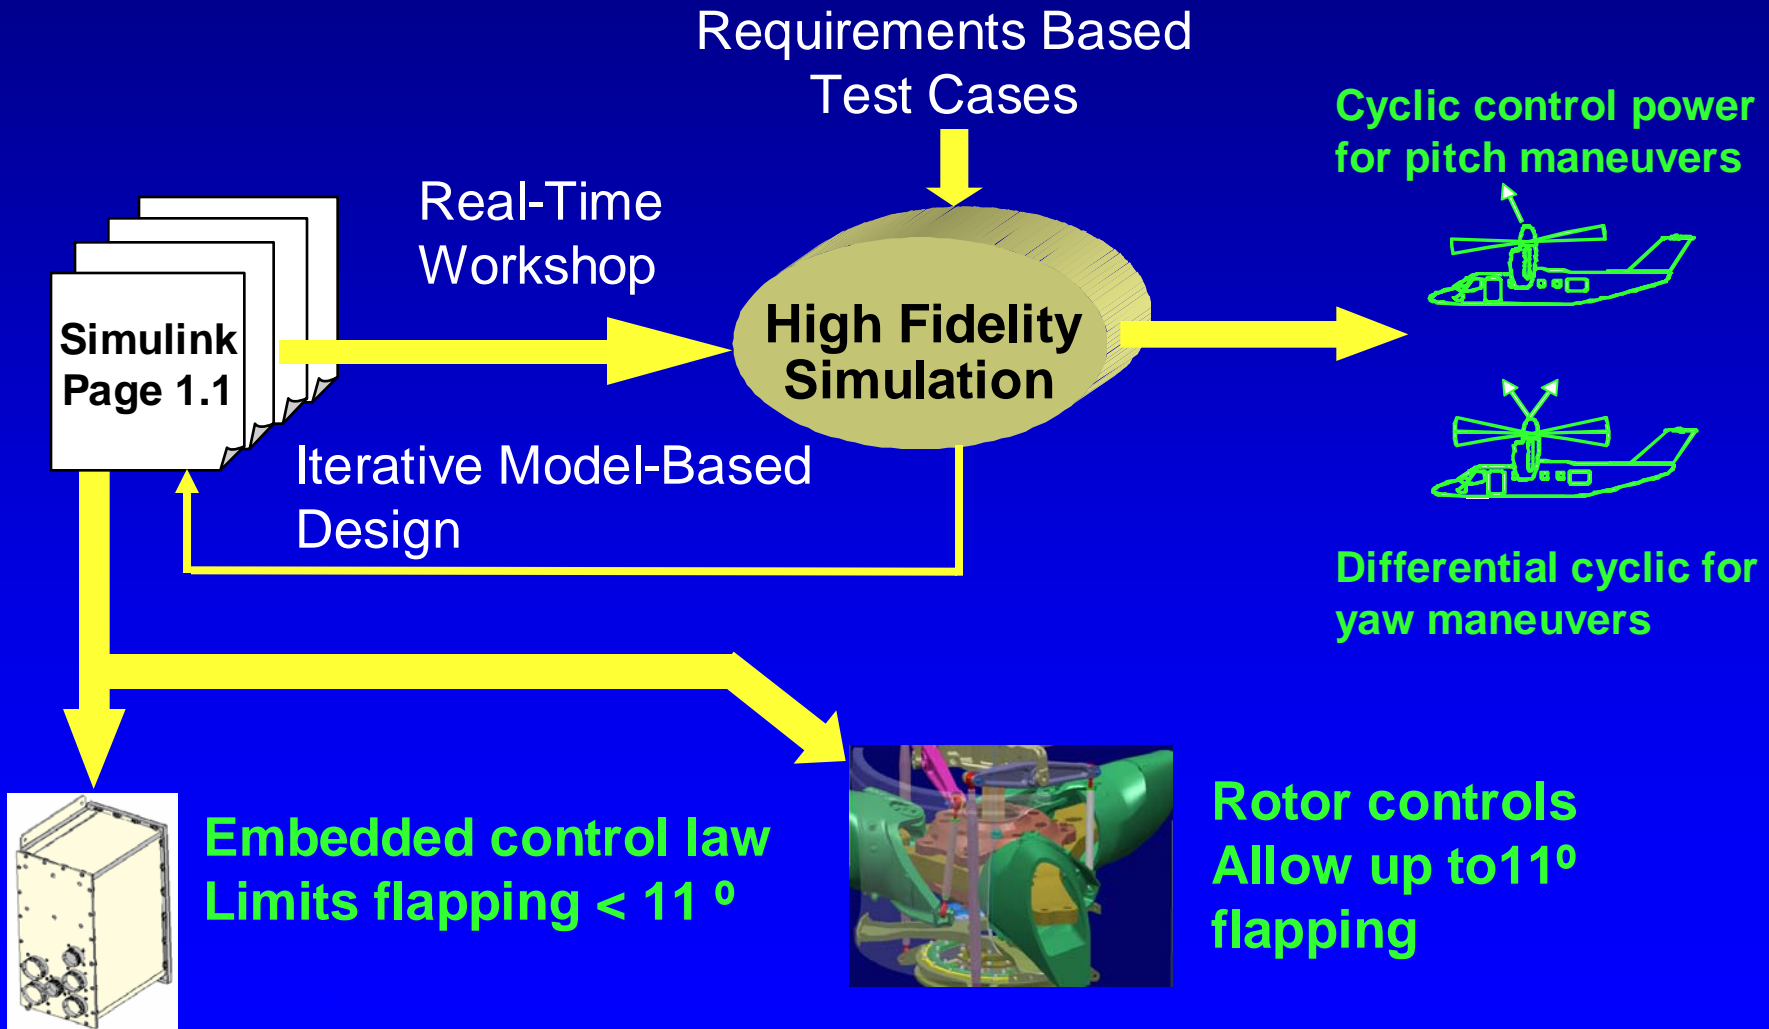 Requirements Based
Test Cases
Cyclic control power
for pitch maneuvers
Real-Time
Workshop
Simulink
Page 1.1
High Fidelity
Simulation
Iterative Model-Based
Design
Differential cyclic for
yaw maneuvers
Embedded control law
Limits flapping < 11 º
Rotor controls
Allow up to11º
flapping